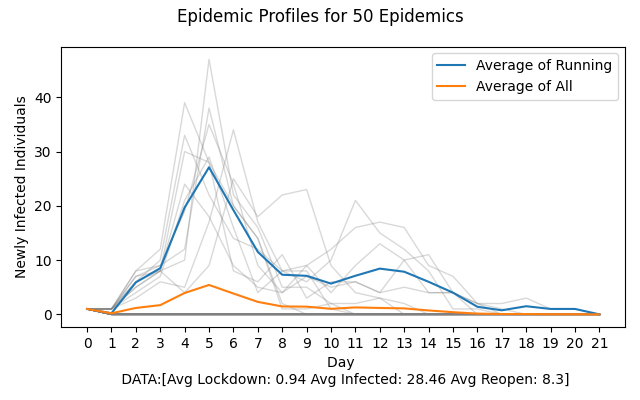 Epidemic Profiles for 50 Epidemics
Average of Running
Average of All
Newly Infected Individuals
40
30
20
10
0
0 1 2 3 4 5 6 7 8 9 10 11 12 13 14 15 16 17 18 19 20 21
Day
DATA:[Avg Lockdown: 0.94 Avg Infected: 28.46 Avg Reopen: 8.3]